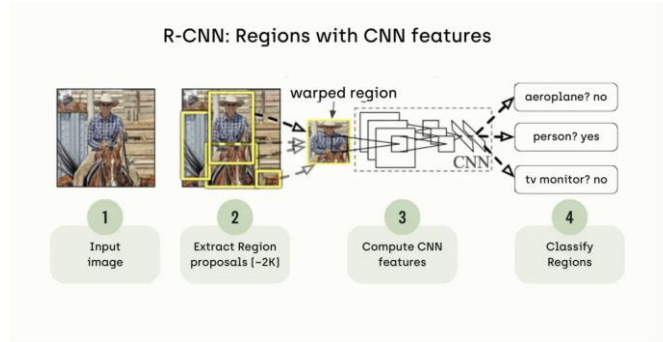 R-CNN: Regions with CNN features
warped region
aeroplane? no
person? yes
tv monitor? no
CNN
1
Input
image
2
Extract Region
proposals [~2K]
3
Compute CNN
features
4
Classify
Regions